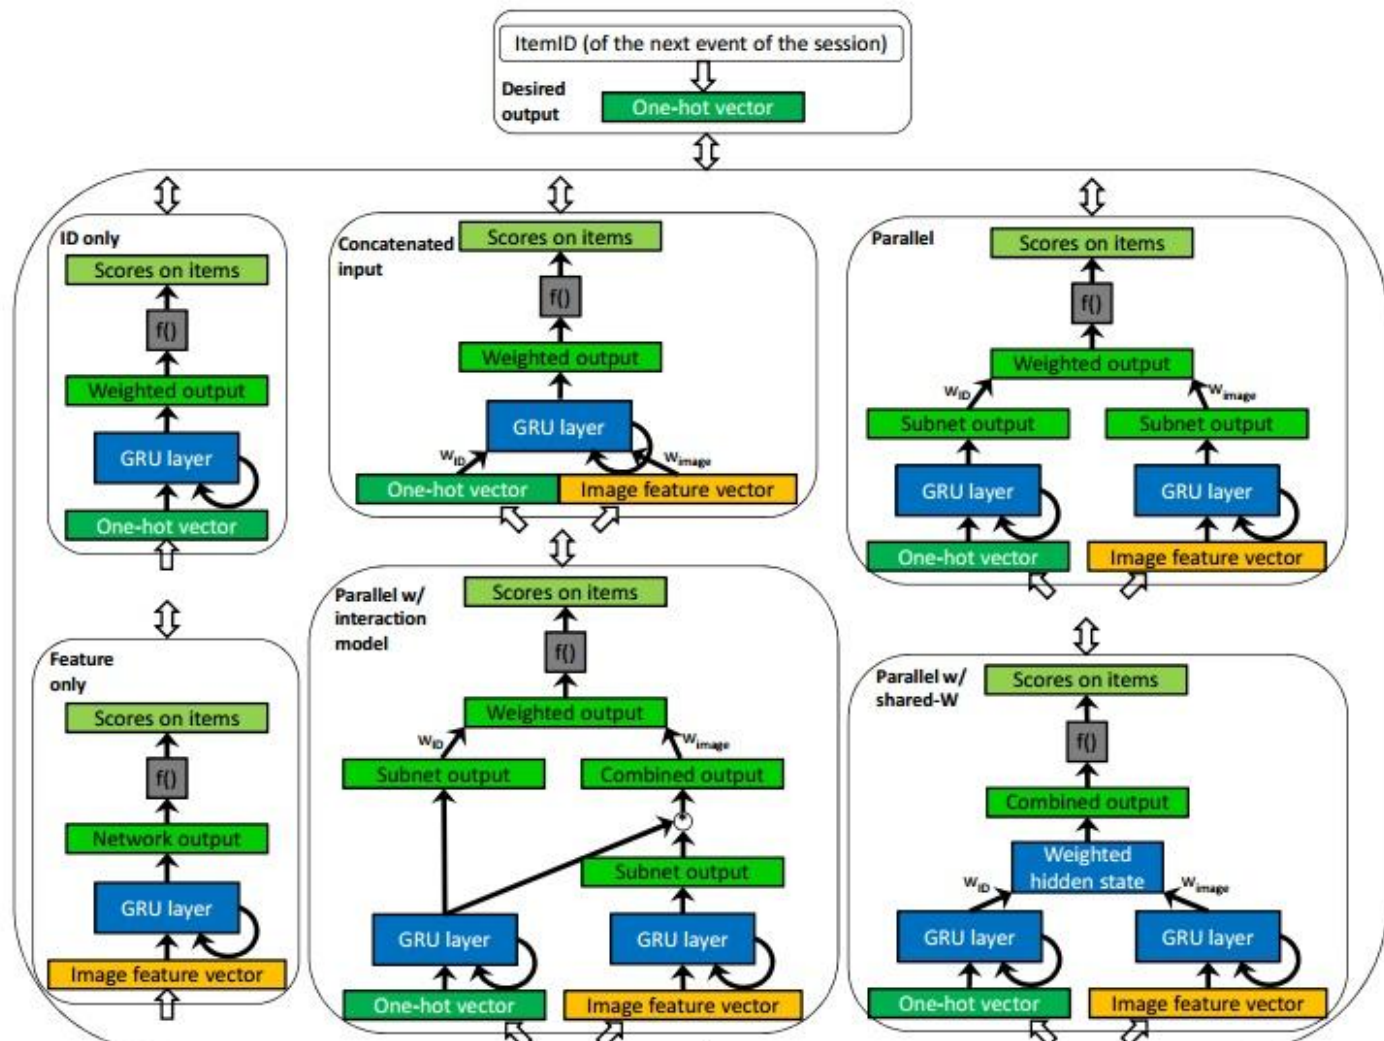 ItemID (of the next event of the session)
Desired
output
One-hot vector
ID only
Scores on items
f()
Weighted output
GRU layer
One-hot vector
Concatenated
input
Scores on items
f()
Weighted output
GRU layer
wID
wimage
One-hot vector
Image feature vector
Parallel
Scores on items
f()
Weighted output
wID
wimage
Subnet output
Subnet output
GRU layer
GRU layer
One-hot vector
Image feature vector
Feature
only
Scores on items
f()
Network output
GRU layer
Image feature vector
Parallel w/
interaction
model
Scores on items
f()
Weighted output
wID
wimage
Subnet output
Combined output
Subnet output
GRU layer
GRU layer
One-hot vector
Image feature vector
Parallel w/
shared-W
Scores on items
f()
Combined output
Weighted
hidden state
wID
wimage
GRU layer
GRU layer
One-hot vector
Image feature vector